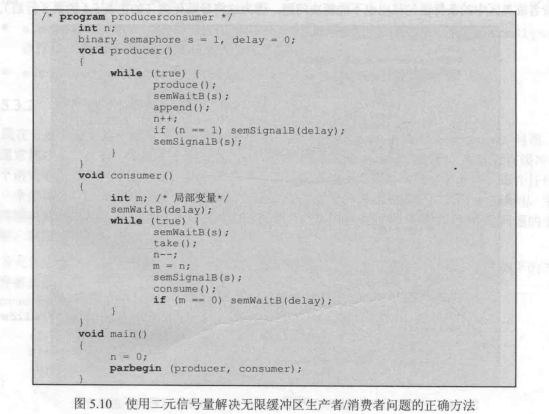 /* program producerconsumer */
int n;
binary semaphore s = 1, delay = 0;
void producer()
{
while (true) {
produce();
semWaitB(s);
append();
n++;
if (n == 1) semSignalB(delay);
semSignalB(s);
}
}
void consumer()
{
int m; /* 局部变量*/
semWaitB(delay);
while (true) {
semWaitB(s);
take();
n--;
m = n;
semSignalB(s);
consume();
if (m == 0) semWaitB(delay);
}
}
void main()
{
n = 0;
parbegin (producer, consumer);
}
图 5.10 使用二元信号量解决无限缓冲区生产者/消费者问题的正确方法